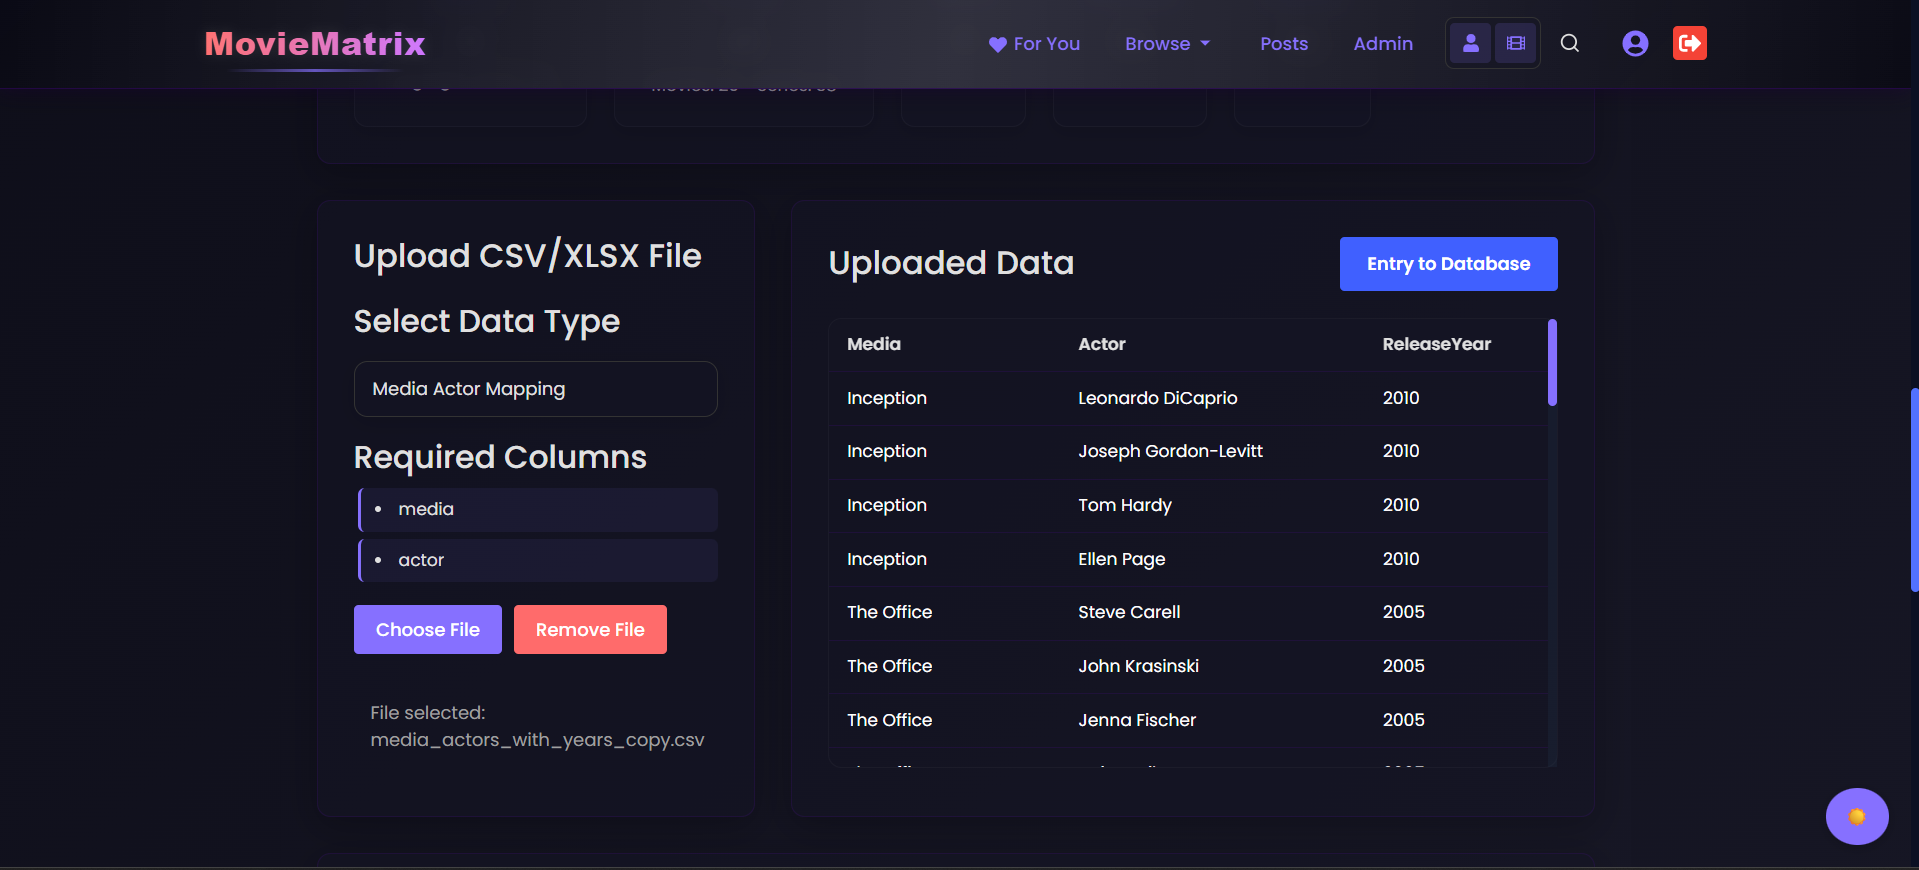 MovieMatrix
For You
Browse
Posts
Admin
Upload CSV/XLSX File
Select Data Type
Media Actor Mapping
Required Columns
• media
• actor
Choose File
Remove File
File selected:
media_actors_with_years_copy.csv
Uploaded Data
Entry to Database
Media Actor ReleaseYear
Inception Leonardo DiCaprio 2010
Inception Joseph Gordon-Levitt 2010
Inception Tom Hardy 2010
Inception Ellen Page 2010
The Office Steve Carell 2005
The Office John Krasinski 2005
The Office Jenna Fischer 2005